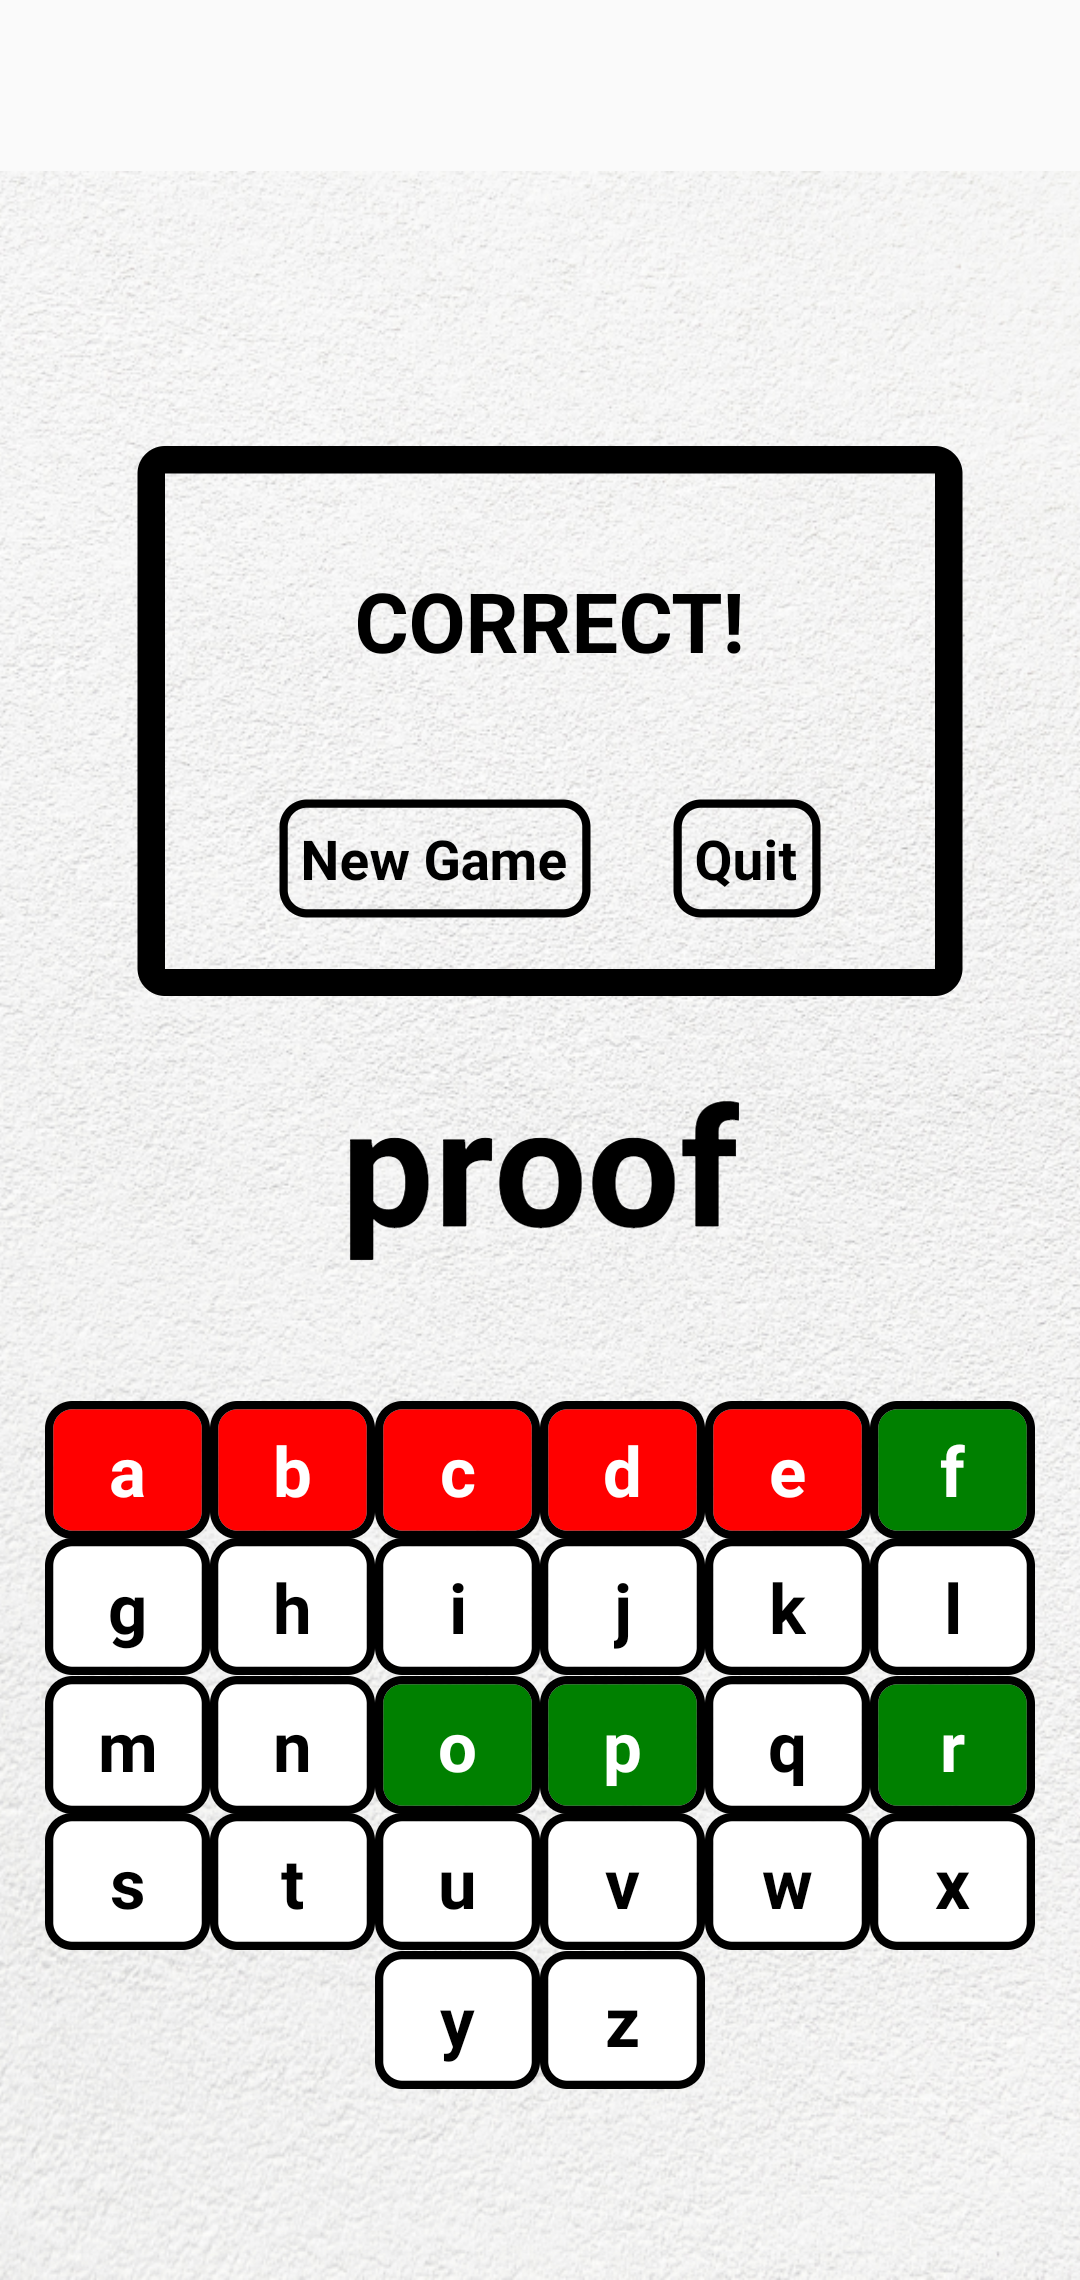 CORRECT!
New Game Quit
proof
a b c d e f
g h i j k l
m n o p q r
s t u v w x
y z